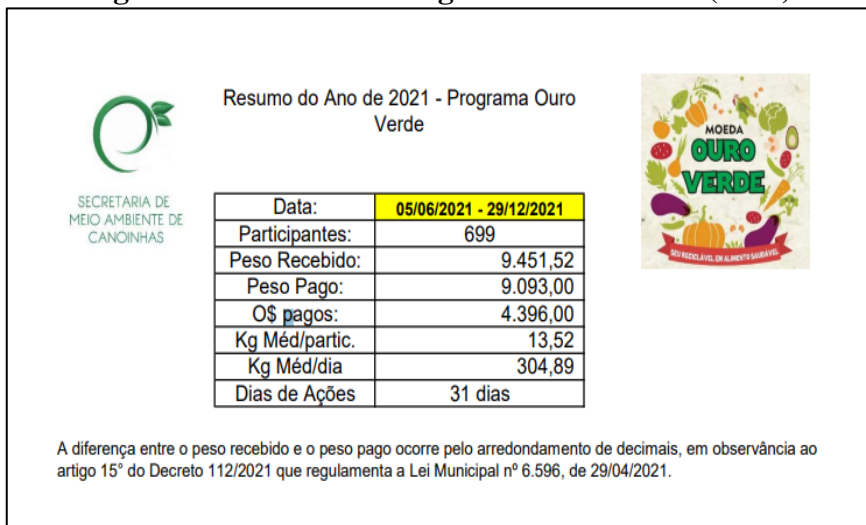 Resumo do Ano de 2021 - Programa Ouro
Verde
SECRETARIA DE
MEIO AMBIENTE DE
CANOINHAS
MOEDA
OURO
VERDE
SEU RECICLÁVEL EM ALIMENTO SAUDÁVEL
Data: 05/06/2021 - 29/12/2021
Participantes: 699
Peso Recebido: 9.451,52
Peso Pago: 9.093,00
O$ pagos: 4.396,00
Kg Méd/partic. 13,52
Kg Méd/dia 304,89
Dias de Ações 31 dias
A diferença entre o peso recebido e o peso pago ocorre pelo arredondamento de decimais, em observância ao
artigo 15° do Decreto 112/2021 que regulamenta a Lei Municipal nº 6.596, de 29/04/2021.